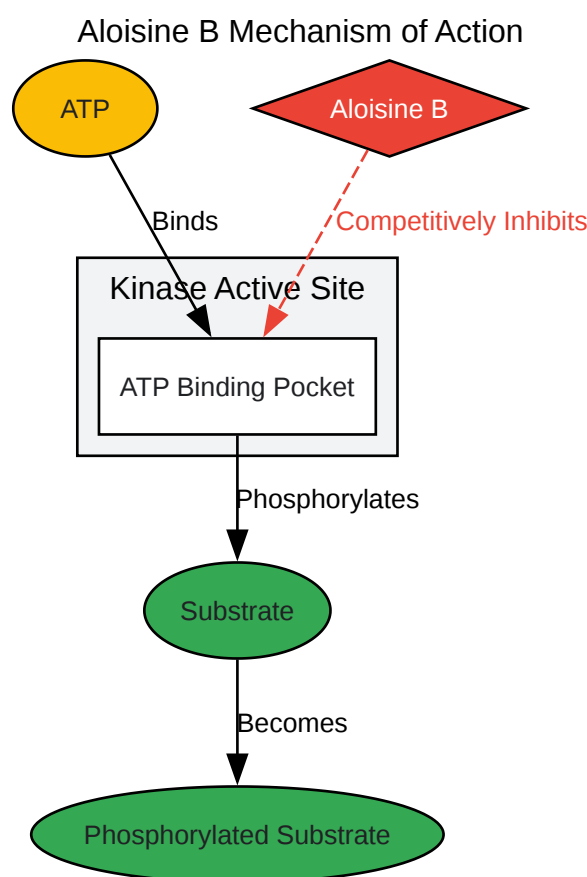 Aloisine B Mechanism of Action
ATP
Aloisine B
Binds
Competitively Inhibits
Kinase Active Site
ATP Binding Pocket
Phosphorylates
Substrate
Becomes
Phosphorylated Substrate